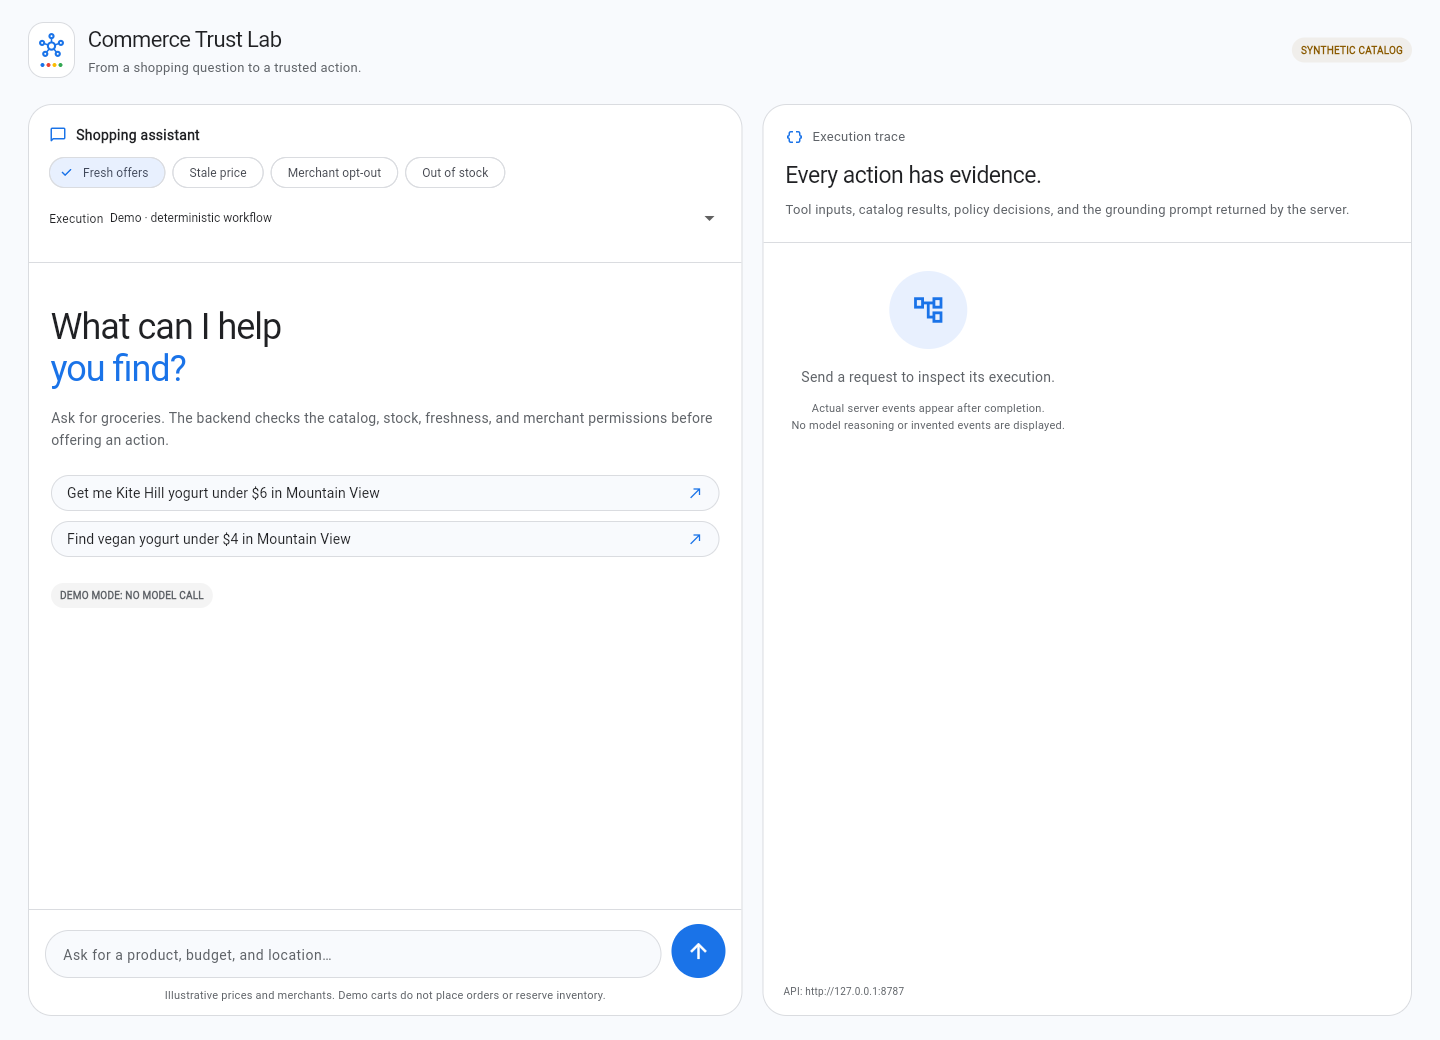 Commerce Trust Lab
From a shopping question to a trusted action.
SYNTHETIC CATALOG
Shopping assistant
Fresh offers
Stale price
Merchant opt-out
Out of stock
Execution Demo · deterministic workflow
What can I help
you find?
Ask for groceries. The backend checks the catalog, stock, freshness, and merchant permissions before
offering an action.
Get me Kite Hill yogurt under $6 in Mountain View
Find vegan yogurt under $4 in Mountain View
DEMO MODE: NO MODEL CALL
Ask for a product, budget, and location…
Illustrative prices and merchants. Demo carts do not place orders or reserve inventory.
Execution trace
Every action has evidence.
Tool inputs, catalog results, policy decisions, and the grounding prompt returned by the server.
Send a request to inspect its execution.
Actual server events appear after completion.
No model reasoning or invented events are displayed.
API: http://127.0.0.1:8787